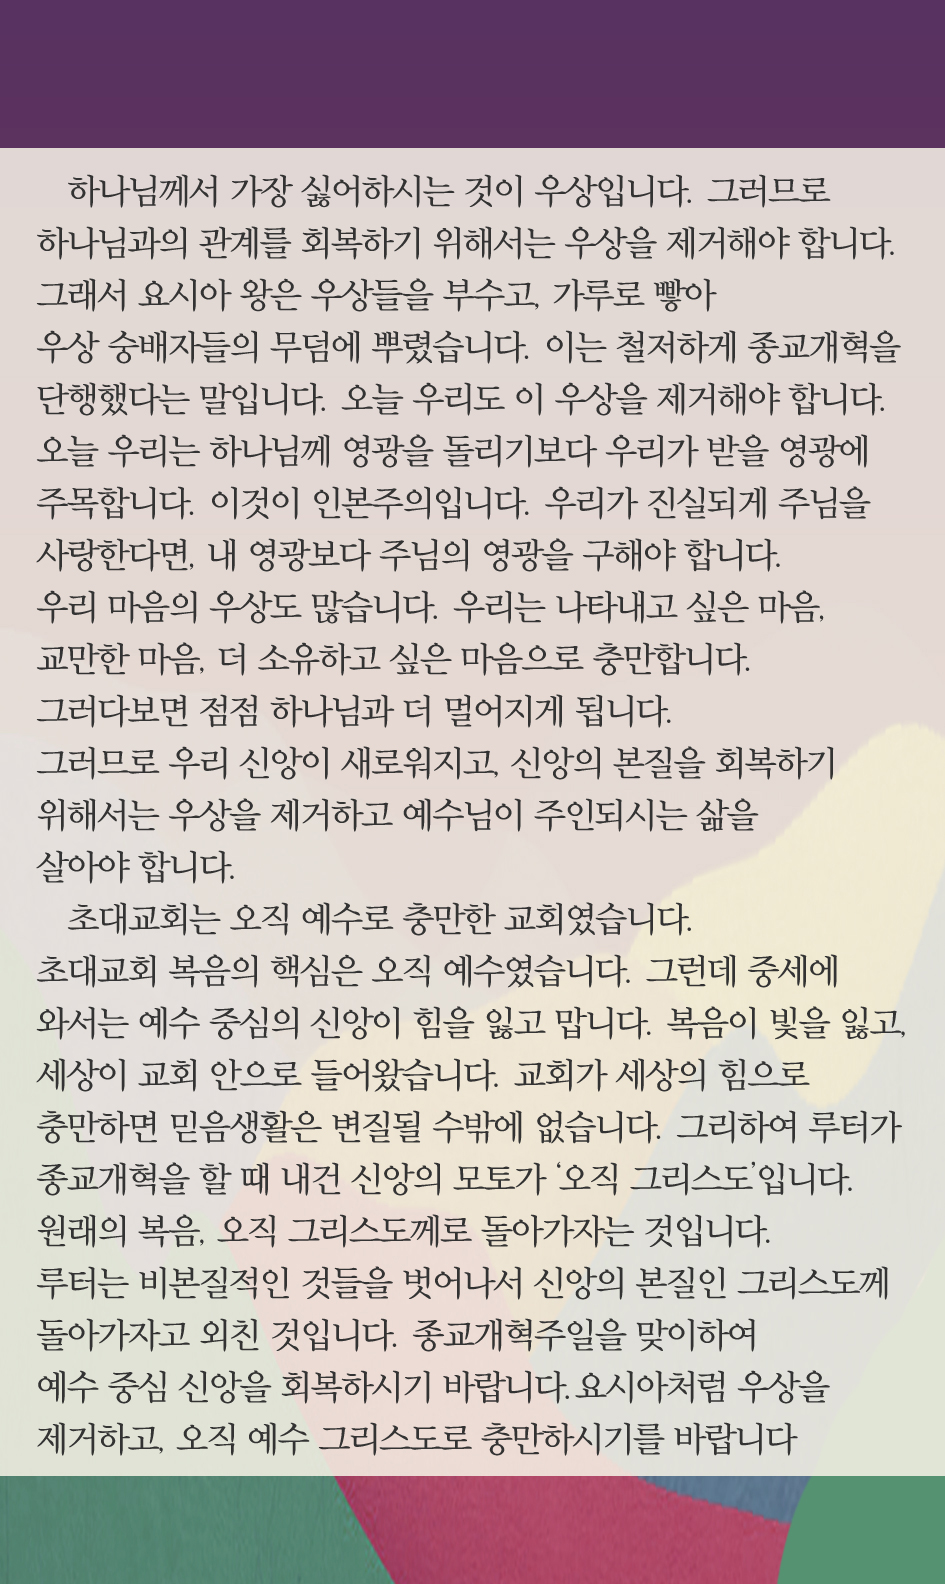 하나님께서 가장 싫어하시는 것이 우상입니다. 그러므로
하나님과의 관계를 회복하기 위해서는 우상을 제거해야 합니다.
그래서 요시아 왕은 우상들을 부수고, 가루로 빻아
우상 숭배자들의 무덤에 뿌렸습니다. 이는 철저하게 종교개혁을
단행했다는 말입니다. 오늘 우리도 이 우상을 제거해야 합니다.
오늘 우리는 하나님께 영광을 돌리기보다 우리가 받을 영광에
주목합니다. 이것이 인본주의입니다. 우리가 진실되게 주님을
사랑한다면, 내 영광보다 주님의 영광을 구해야 합니다.
우리 마음의 우상도 많습니다. 우리는 나타내고 싶은 마음,
교만한 마음, 더 소유하고 싶은 마음으로 충만합니다.
그러다보면 점점 하나님과 더 멀어지게 됩니다.
그러므로 우리 신앙이 새로워지고, 신앙의 본질을 회복하기
위해서는 우상을 제거하고 예수님이 주인되시는 삶을
살아야 합니다.
초대교회는 오직 예수로 충만한 교회였습니다.
초대교회 복음의 핵심은 오직 예수였습니다. 그런데 중세에
와서는 예수 중심의 신앙이 힘을 잃고 맙니다. 복음이 빛을 잃고,
세상이 교회 안으로 들어왔습니다. 교회가 세상의 힘으로
충만하면 믿음생활은 변질될 수밖에 없습니다. 그리하여 루터가
종교개혁을 할 때 내건 신앙의 모토가 ‘오직 그리스도’입니다.
원래의 복음, 오직 그리스도께로 돌아가자는 것입니다.
루터는 비본질적인 것들을 벗어나서 신앙의 본질인 그리스도께
돌아가자고 외친 것입니다. 종교개혁주일을 맞이하여
예수 중심 신앙을 회복하시기 바랍니다. 요시아처럼 우상을
제거하고, 오직 예수 그리스도로 충만하시기를 바랍니다